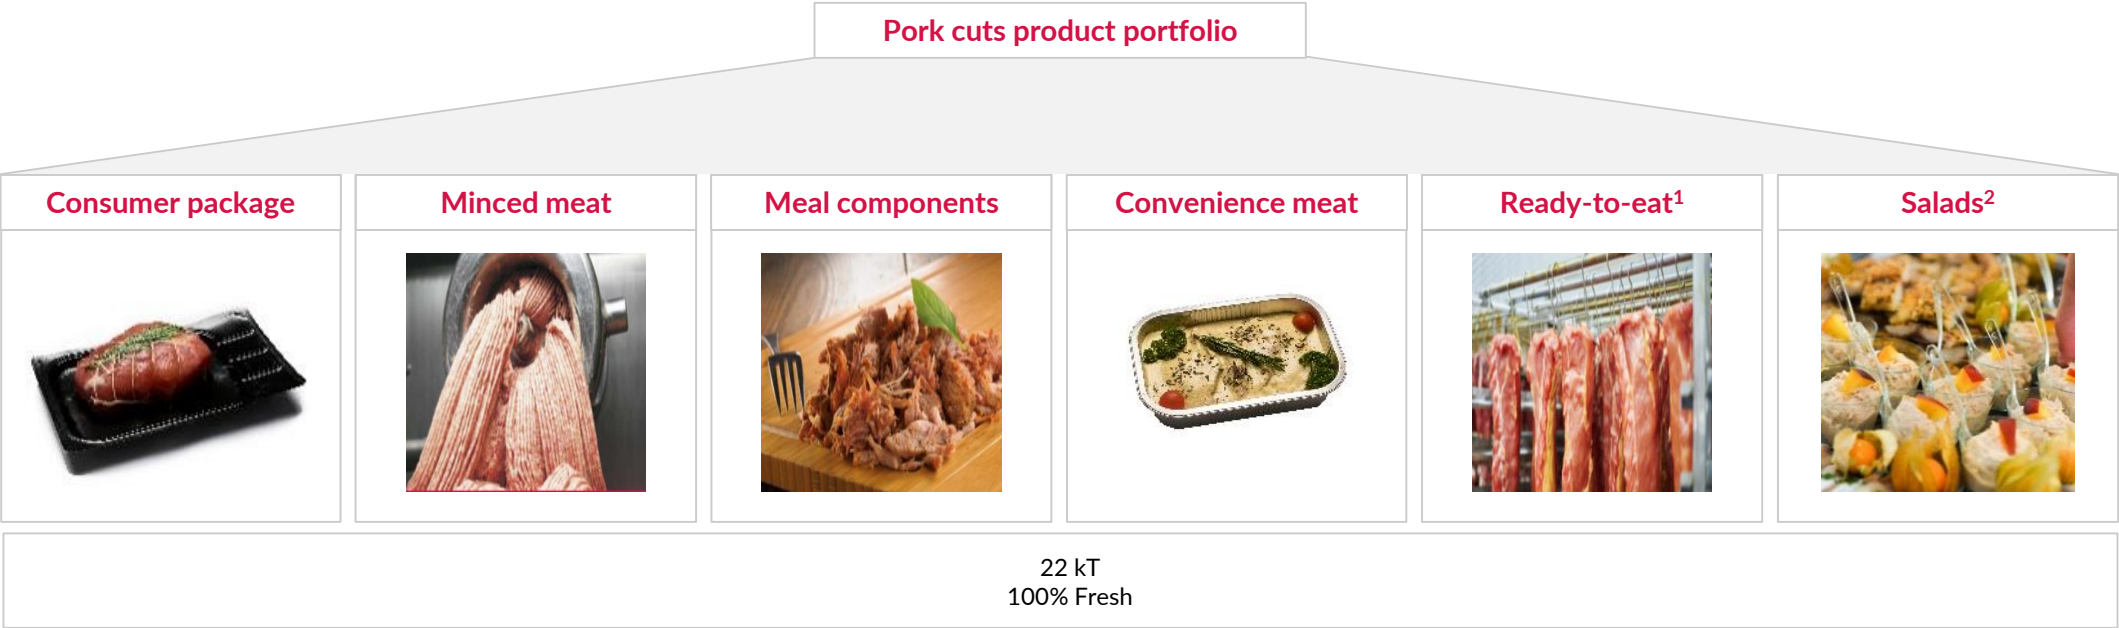 Pork cuts product portfolio
Consumer package
Minced meat
Meal components
Convenience meat
Ready-to-eat¹
Salads²
22 kT
100% Fresh